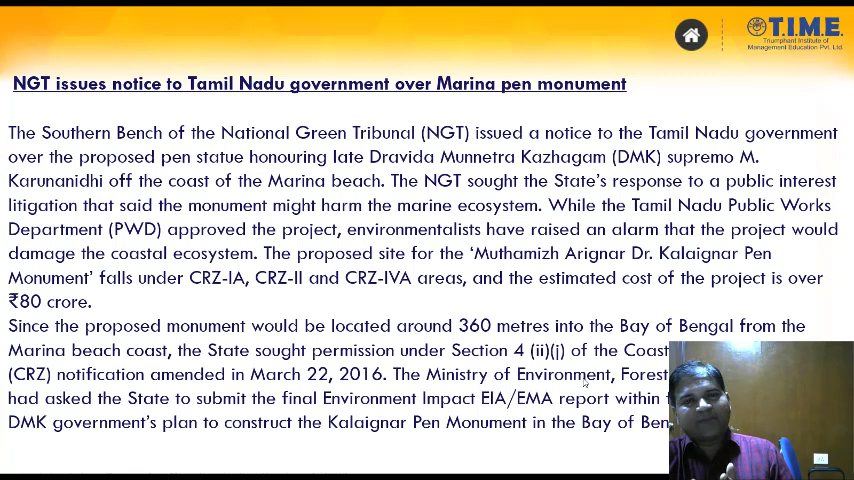 T.I.M.E.
Triumphant Institute of
Management Education Pvt. Ltd.
NGT issues notice to Tamil Nadu government over Marina pen monument
The Southern Bench of the National Green Tribunal (NGT) issued a notice to the Tamil Nadu government
over the proposed pen statue honouring late Dravida Munnetra Kazhagam (DMK) supremo M.
Karunanidhi off the coast of the Marina beach. The NGT sought the State's response to a public interest
litigation that said the monument might harm the marine ecosystem. While the Tamil Nadu Public Works
Department (PWD) approved the project, environmentalists have raised an alarm that the project would
damage the coastal ecosystem. The proposed site for the 'Muthamizh Arignar Dr. Kalaignar Pen
Monument' falls under CRZ-IA, CRZ-II and CRZ-IVA areas, and the estimated cost of the project is over
₹80 crore.
Since the proposed monument would be located around 360 metres into the Bay of Bengal from the
Marina beach coast, the State sought permission under Section 4 (ii)(j) of the Coast
(CRZ) notification amended in March 22, 2016. The Ministry of Environment, Forest
had asked the State to submit the final Environment Impact EIA/EMA report within
DMK government's plan to construct the Kalaignar Pen Monument in the Bay of Ben